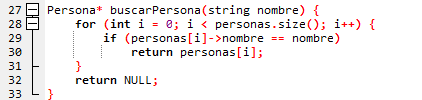 27 Persona* buscarPersona(string nombre) {
28     for (int i = 0; i < personas.size(); i++) {
29         if (personas[i]->nombre == nombre)
30             return personas[i];
31     }
32     return NULL;
33 }